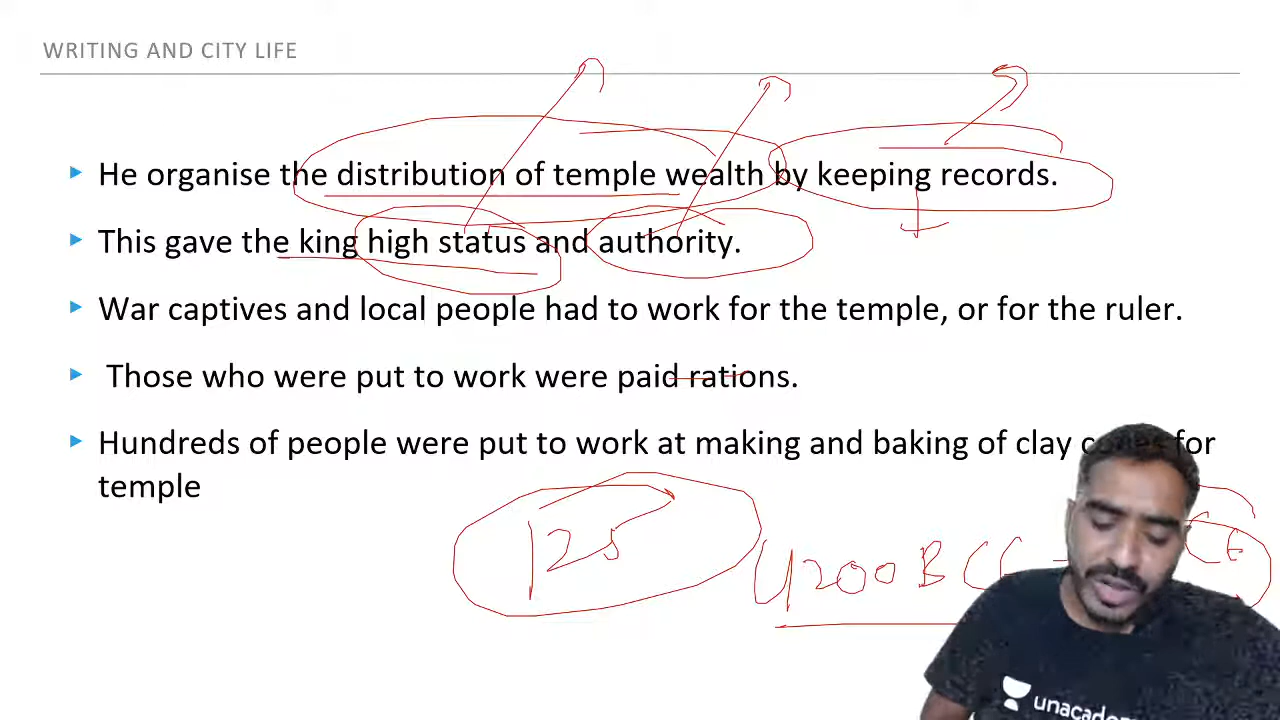 WRITING AND CITY LIFE
He organise the distribution of temple wealth by keeping records.
This gave the king high status and authority.
War captives and local people had to work for the temple, or for the ruler.
Those who were put to work were paid rations.
Hundreds of people were put to work at making and baking of clay for
temple
125
4200 BCE
CE
unacade